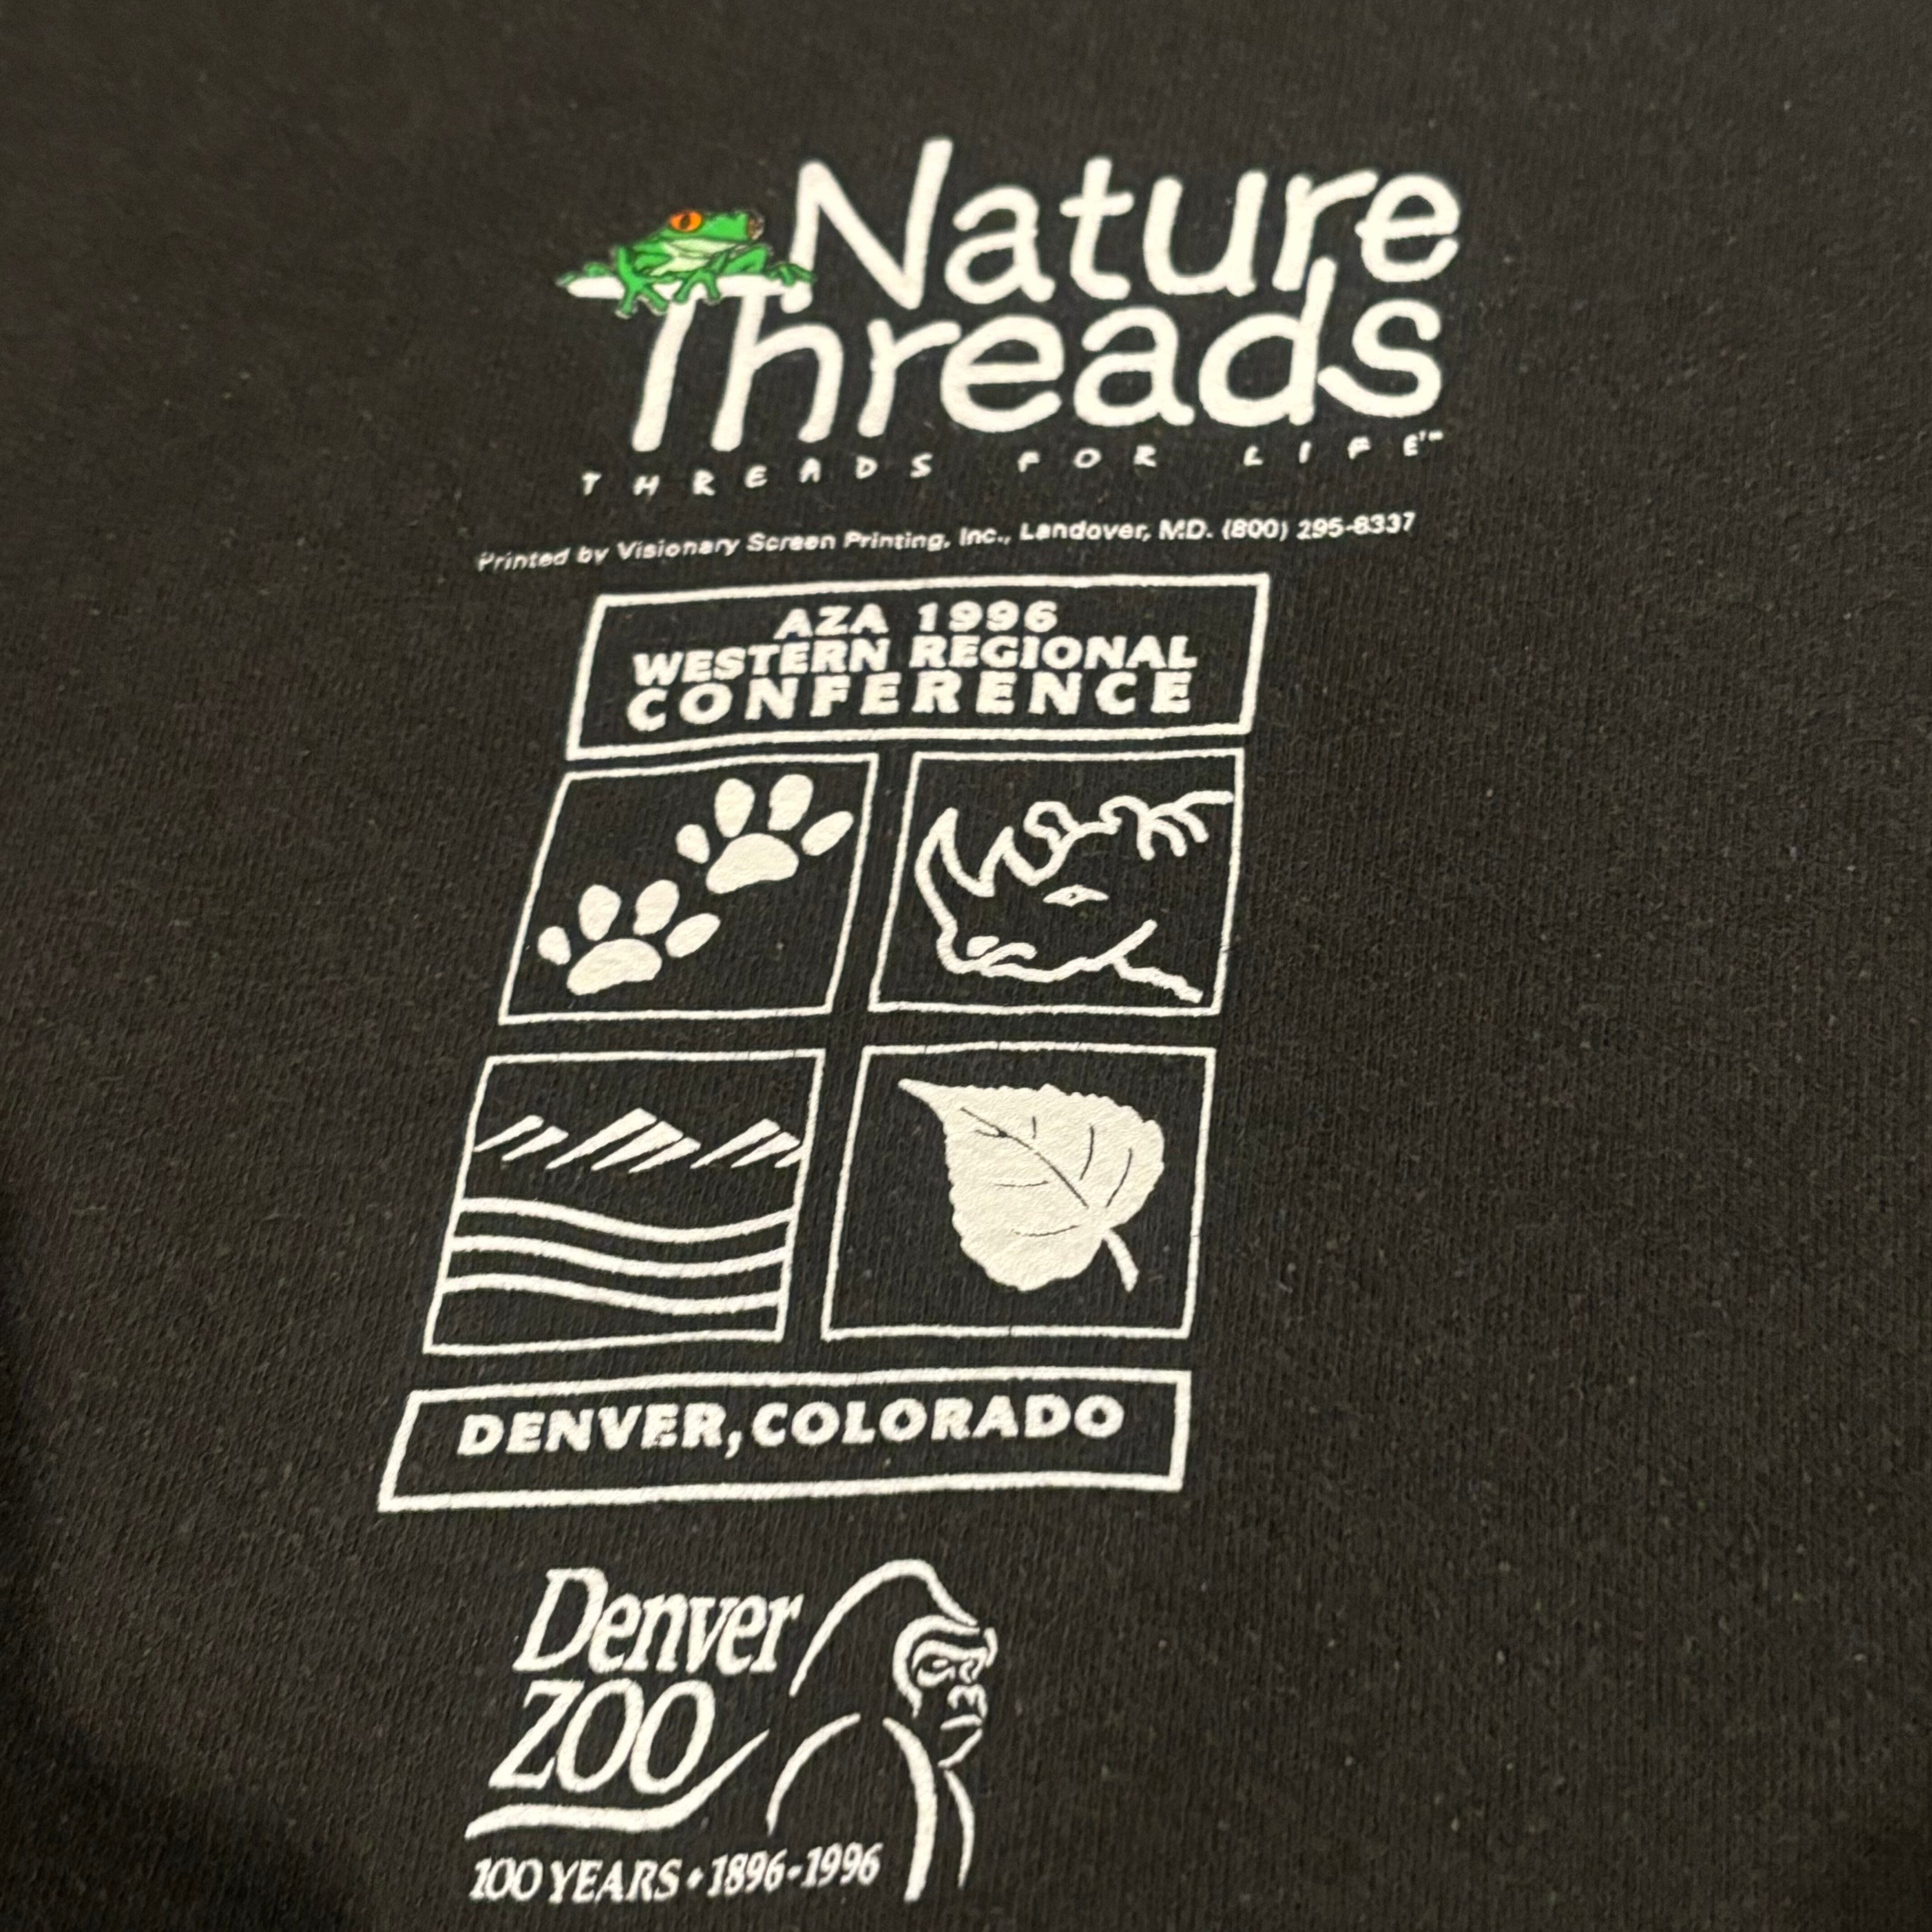 Nature
Threads
THREADS FOR LIFE™
Printed by Visionary Screen Printing, Inc., Landover, MD. (800) 295-8337
AZA 1996
WESTERN REGIONAL
CONFERENCE
DENVER, COLORADO
Denver
ZOO
100 YEARS • 1896-1996